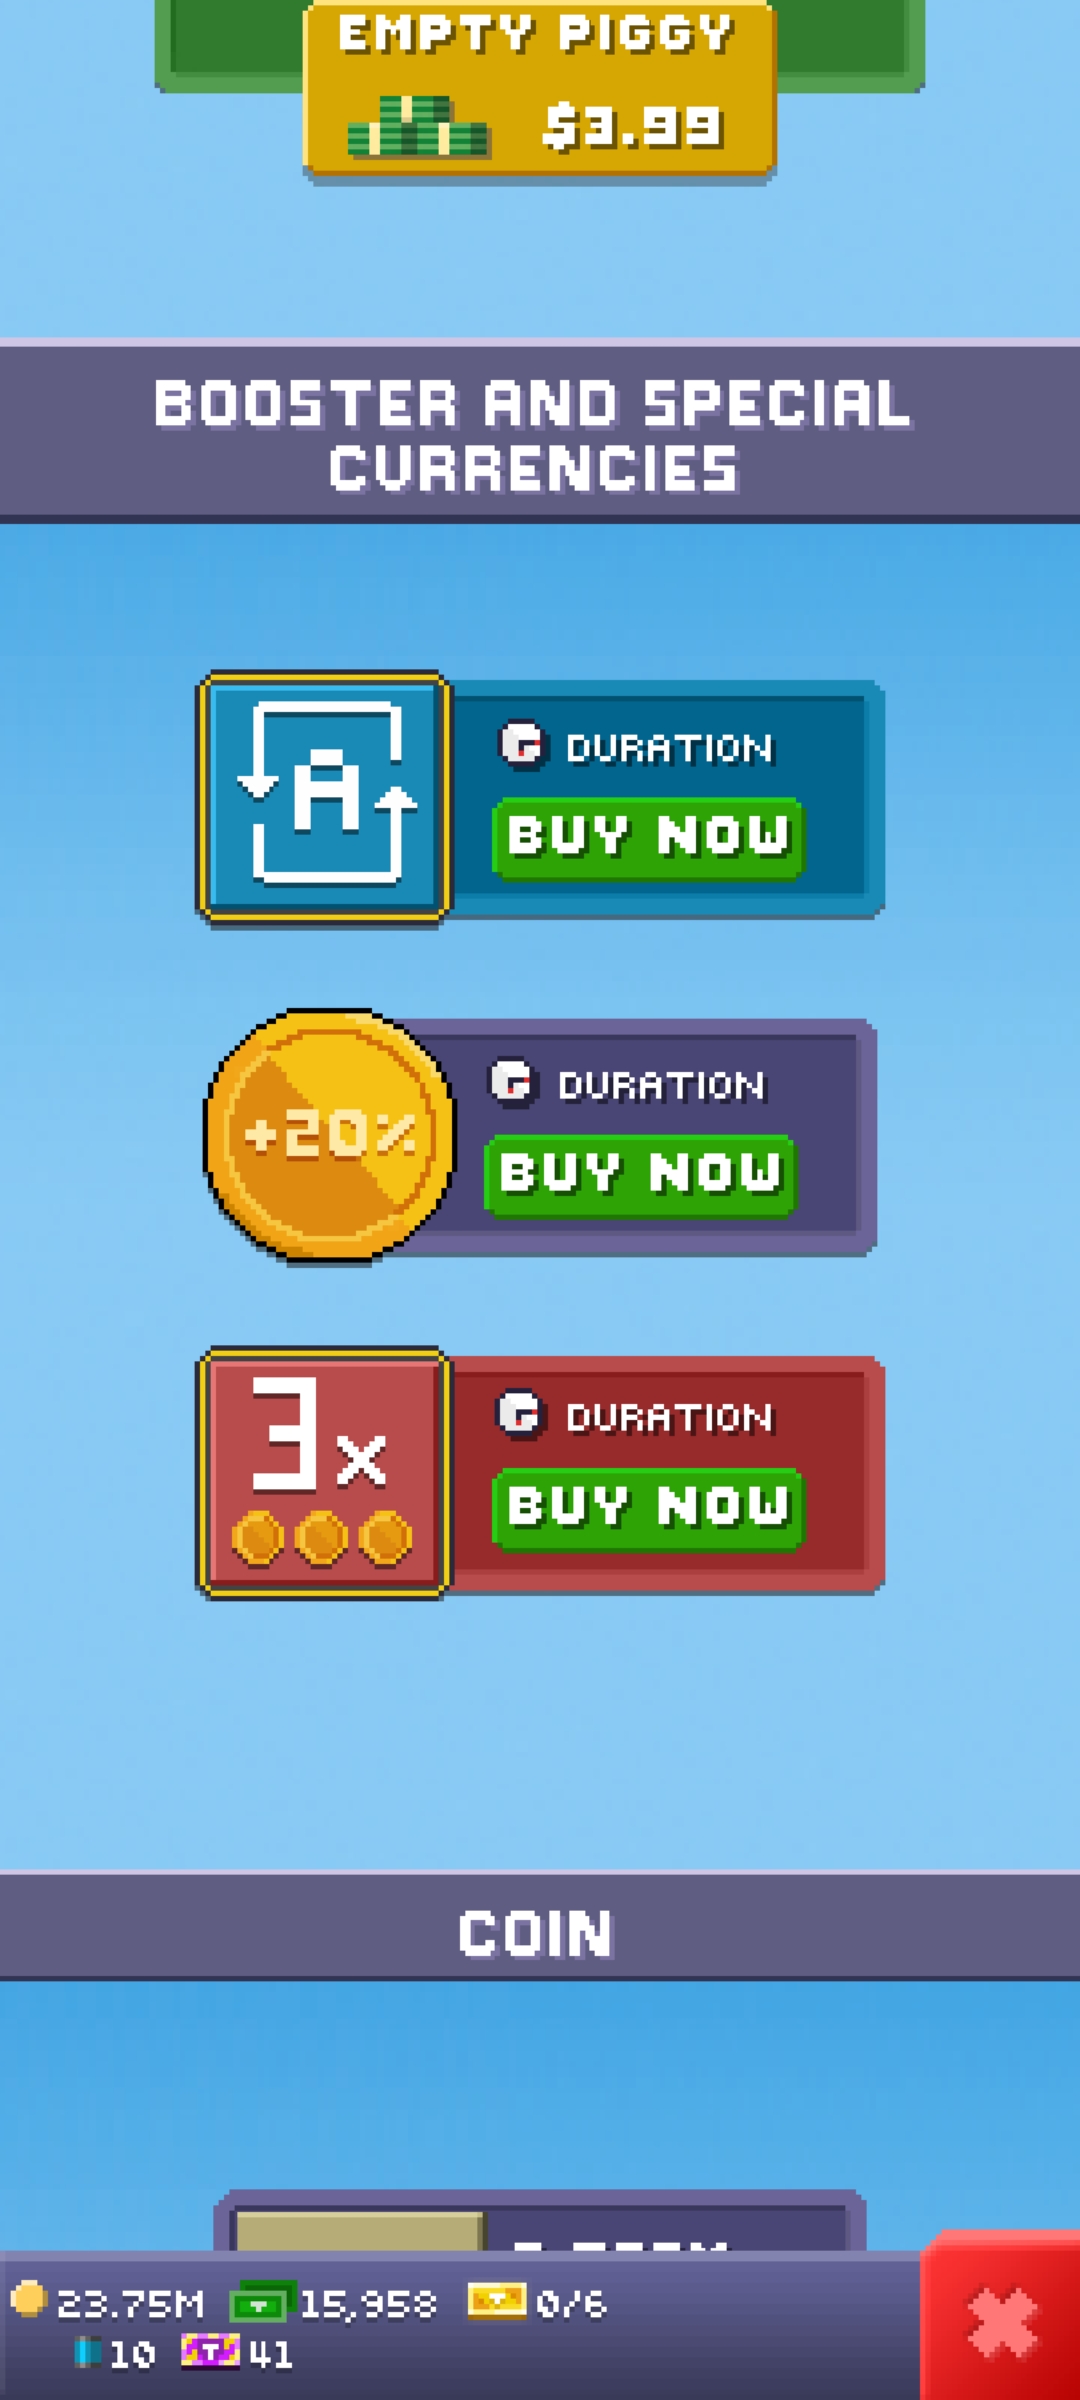 EMPTY PIGGY
$3.99
BOOSTER AND SPECIAL
CURRENCIES
A
DURATION
BUY NOW
+20%
DURATION
BUY NOW
3x
DURATION
BUY NOW
COIN
23.75M 15,958 0/6
10 T 41